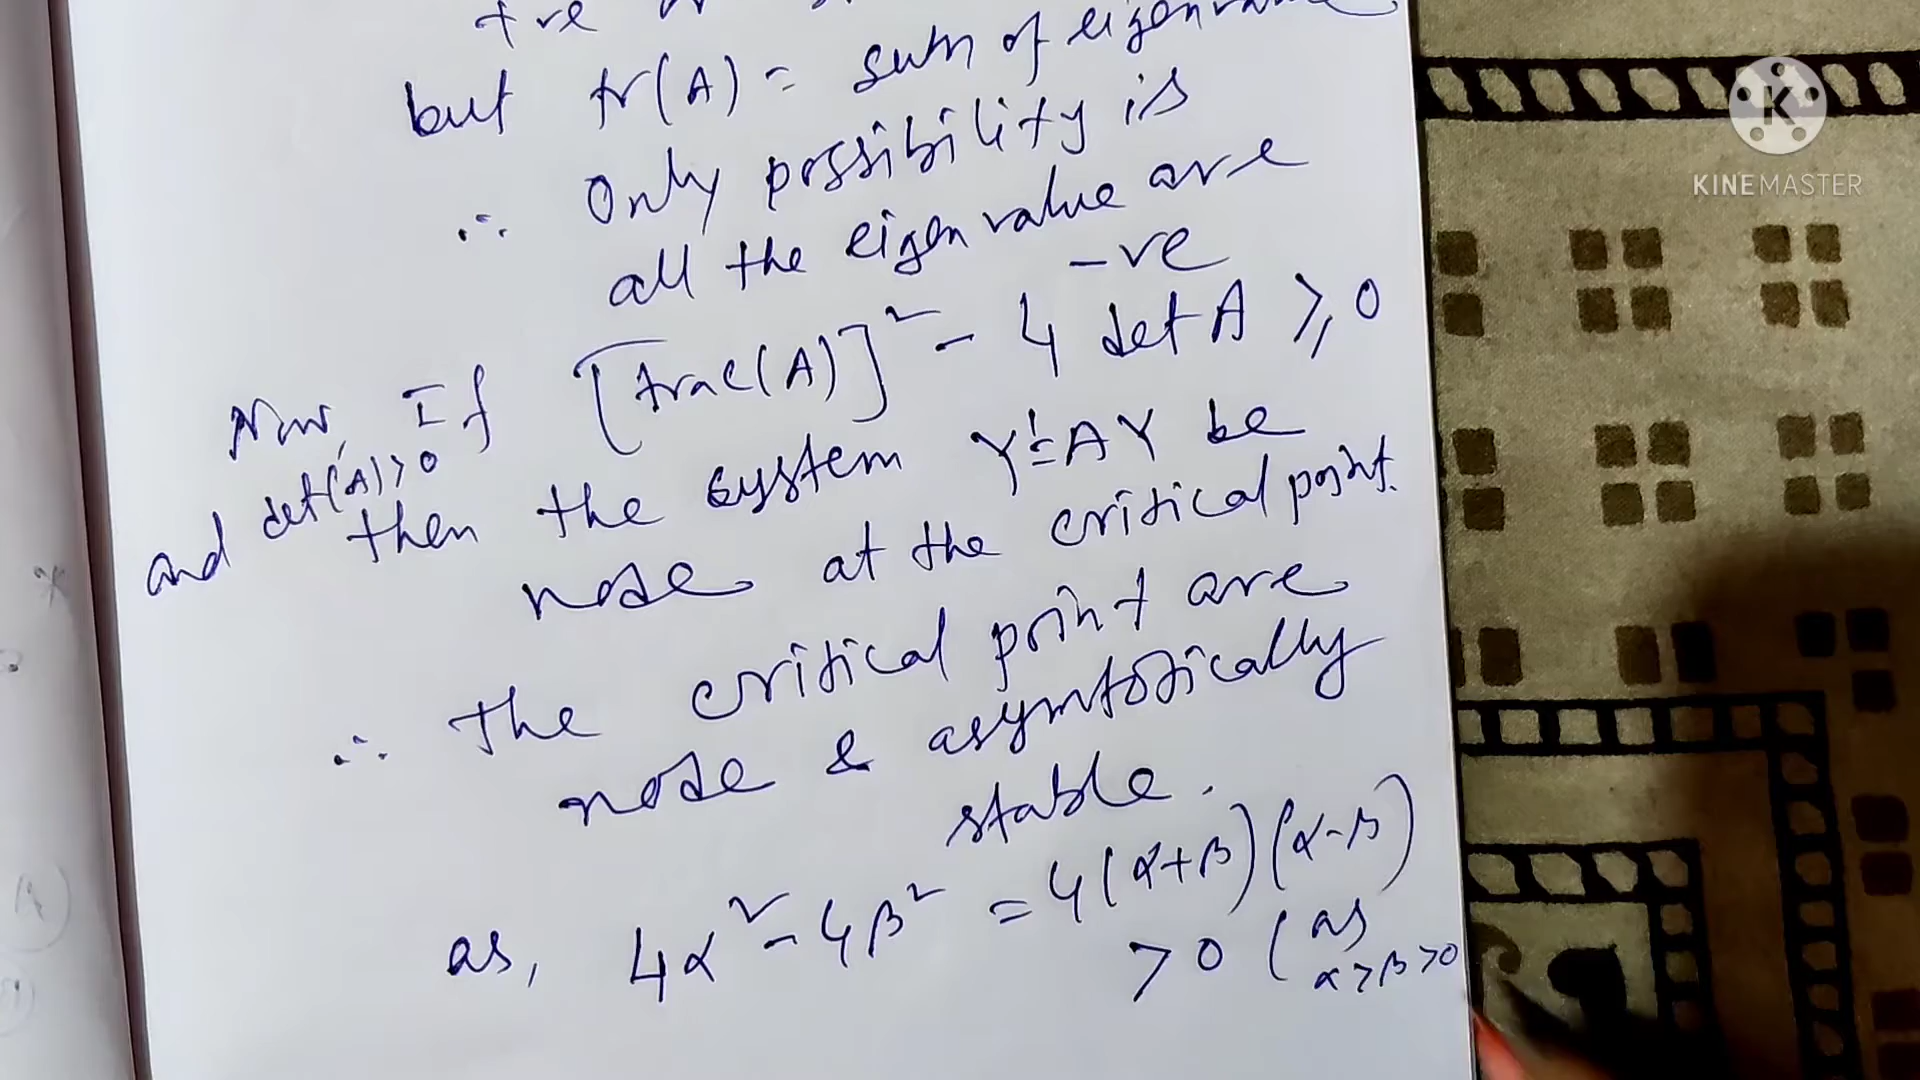 +ve
but tr(A) = sum of eigenvalue
∴ Only possibility is
all the eigen value are
-ve
Now, If [trac(A)]² - 4 det A ≥ 0
and det(A)>0
then the system Y'=AY be
node at the critical point.
∴ The critical point are
node & asymtotically
stable.
as, 4α² - 4β² = 4(α+β)(α-β)
>0 (as
α>β>0
KINEMASTER